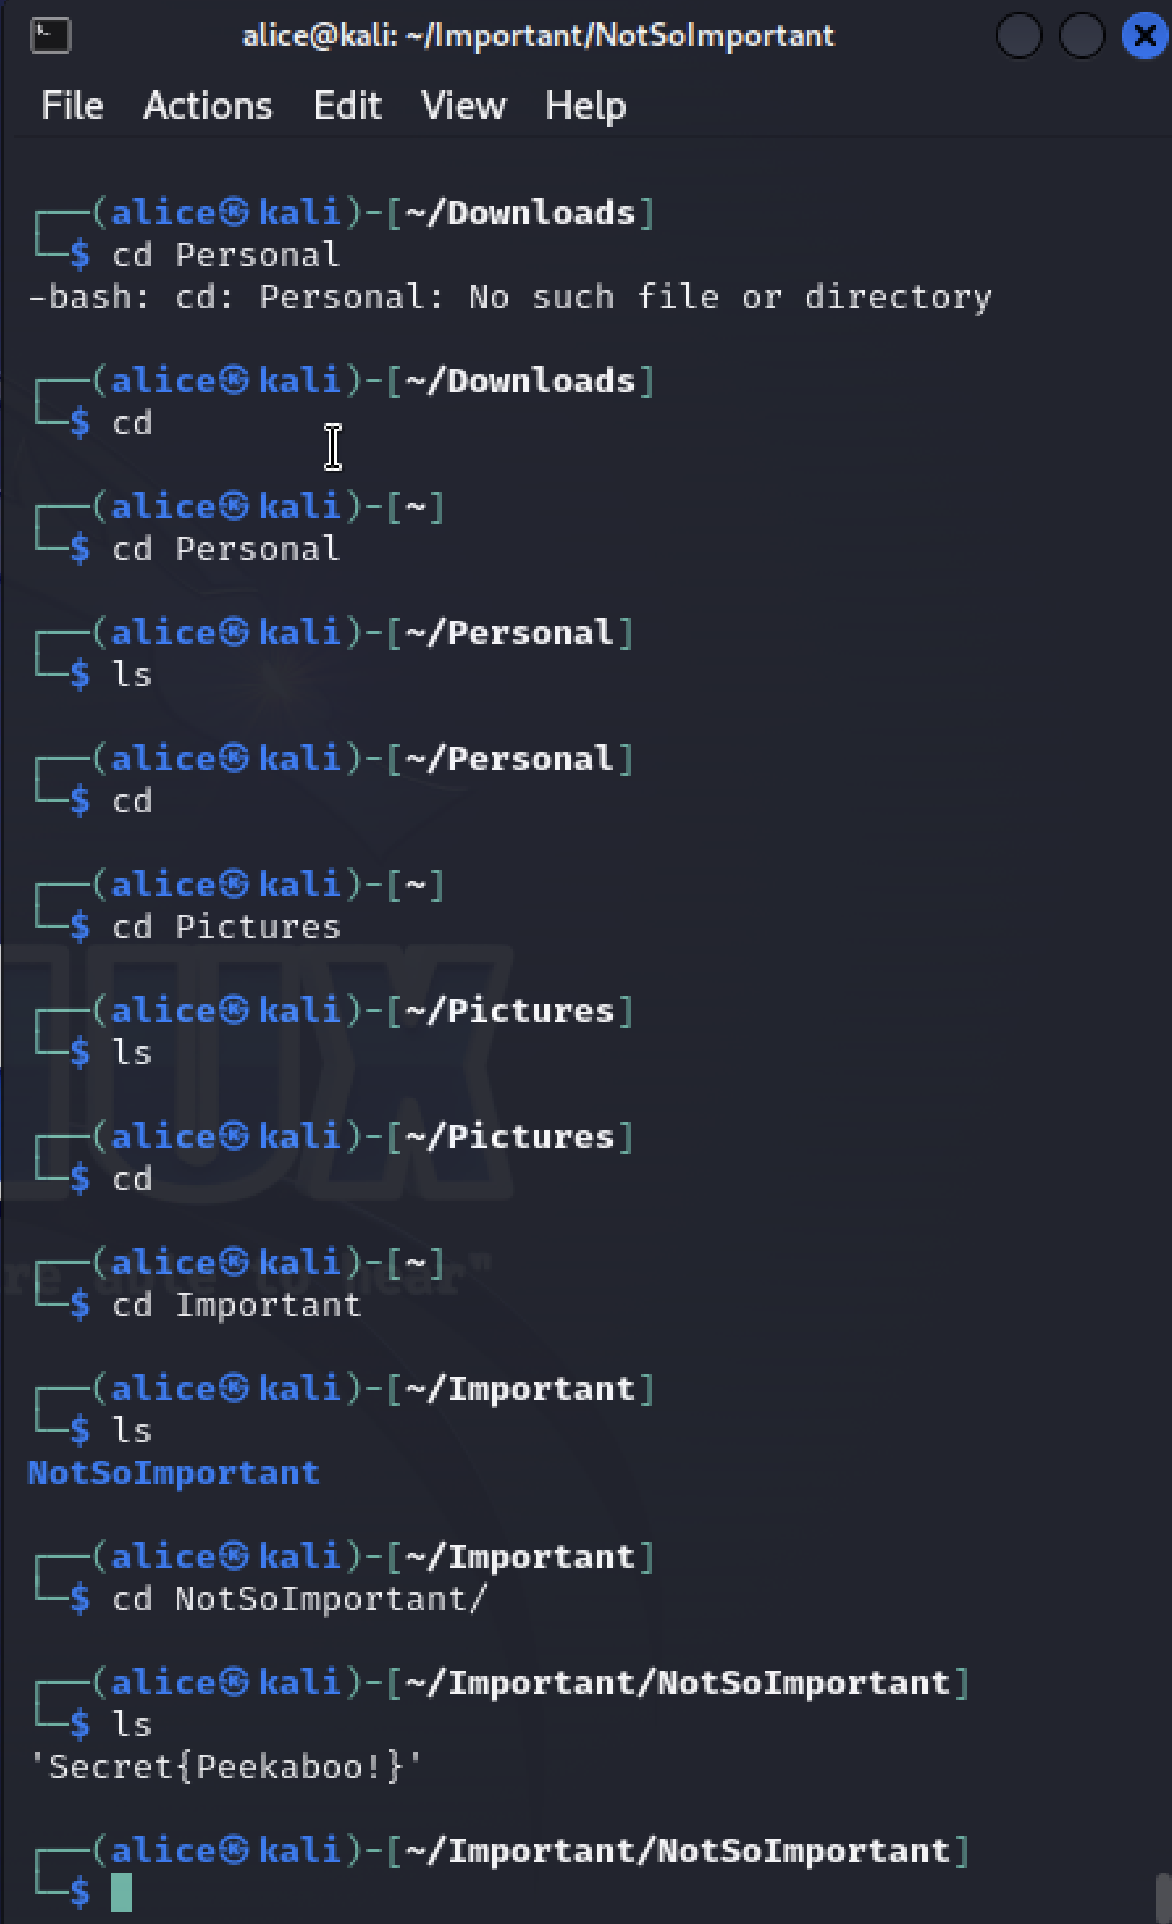 alice@kali: ~/Important/NotSoImportant
File Actions Edit View Help
┌──(alice㉿kali)-[~/Downloads]
└─$ cd Personal
-bash: cd: Personal: No such file or directory
┌──(alice㉿kali)-[~/Downloads]
└─$ cd
┌──(alice㉿kali)-[~]
└─$ cd Personal
┌──(alice㉿kali)-[~/Personal]
└─$ ls
┌──(alice㉿kali)-[~/Personal]
└─$ cd
┌──(alice㉿kali)-[~]
└─$ cd Pictures
┌──(alice㉿kali)-[~/Pictures]
└─$ ls
┌──(alice㉿kali)-[~/Pictures]
└─$ cd
┌──(alice㉿kali)-[~]
└─$ cd Important
┌──(alice㉿kali)-[~/Important]
└─$ ls
NotSoImportant
┌──(alice㉿kali)-[~/Important]
└─$ cd NotSoImportant/
┌──(alice㉿kali)-[~/Important/NotSoImportant]
└─$ ls
'Secret{Peekaboo!}'
┌──(alice㉿kali)-[~/Important/NotSoImportant]
└─$